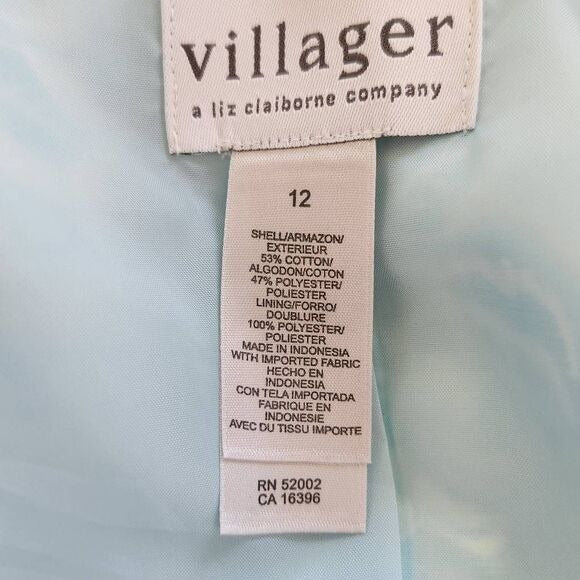 villager
a liz claiborne company
12
SHELL/ARMAZON/
EXTERIEUR
53% COTTON/
ALGODON/COTON
47% POLYESTER/
POLIESTER
LINING/FORRO/
DOUBLURE
100% POLYESTER/
POLIESTER
MADE IN INDONESIA
WITH IMPORTED FABRIC
HECHO EN
INDONESIA
CON TELA IMPORTADA
FABRIQUE EN
INDONESIE
AVEC DU TISSU IMPORTE
RN 52002
CA 16396